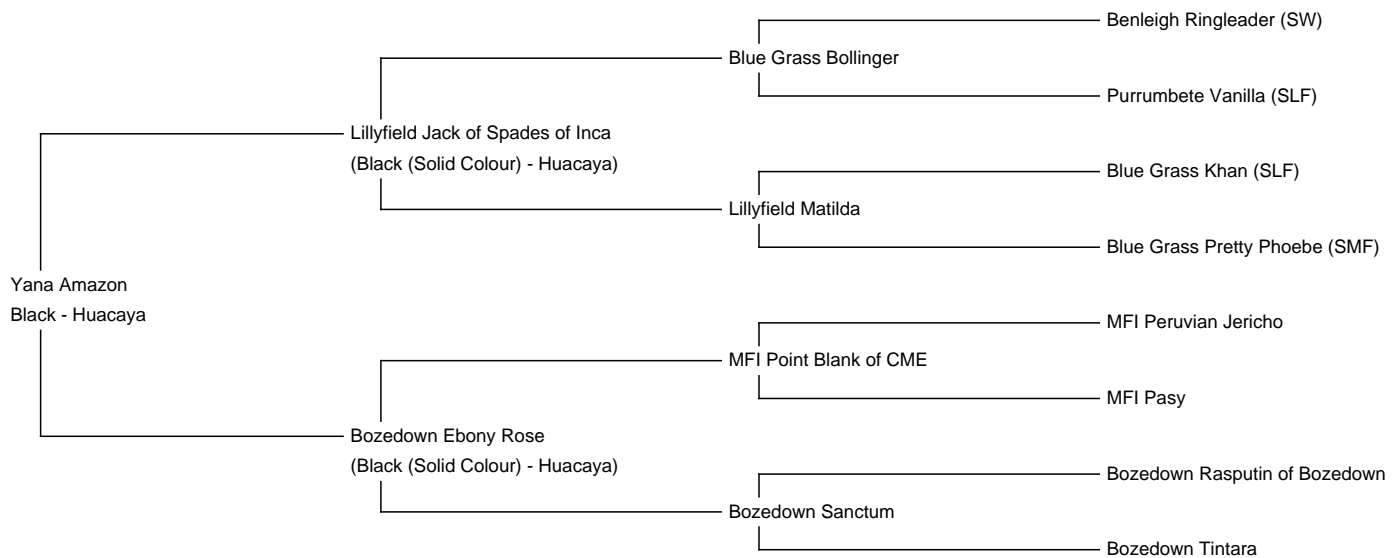 Benleigh Ringleader (SW)
Blue Grass Bollinger
Purrumbete Vanilla (SLF)
Lillyfield Jack of Spades of Inca
(Black (Solid Colour) - Huacaya)
Blue Grass Khan (SLF)
Lillyfield Matilda
Blue Grass Pretty Phoebe (SMF)
Yana Amazon
Black - Huacaya
MFI Peruvian Jericho
MFI Point Blank of CME
MFI Pasy
Bozedown Ebony Rose
(Black (Solid Colour) - Huacaya)
Bozedown Rasputin of Bozedown
Bozedown Sanctum
Bozedown Tintara